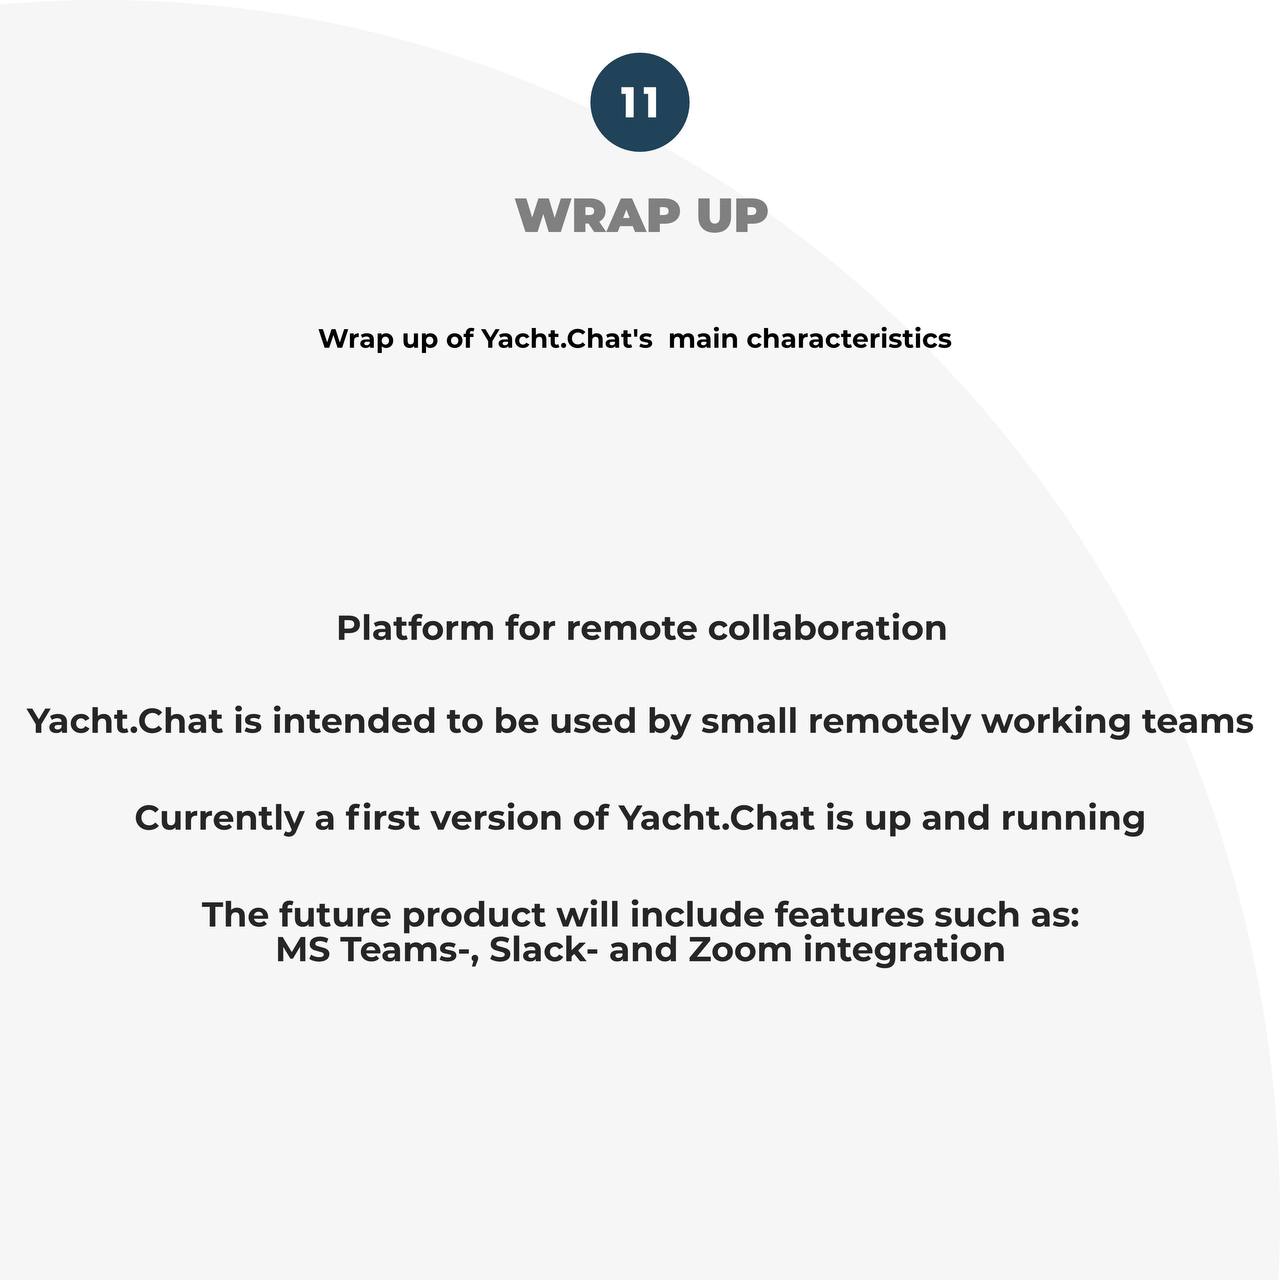 11
WRAP UP
Wrap up of Yacht.Chat's  main characteristics
Platform for remote collaboration
Yacht.Chat is intended to be used by small remotely working teams
Currently a first version of Yacht.Chat is up and running
The future product will include features such as:
MS Teams-, Slack- and Zoom integration